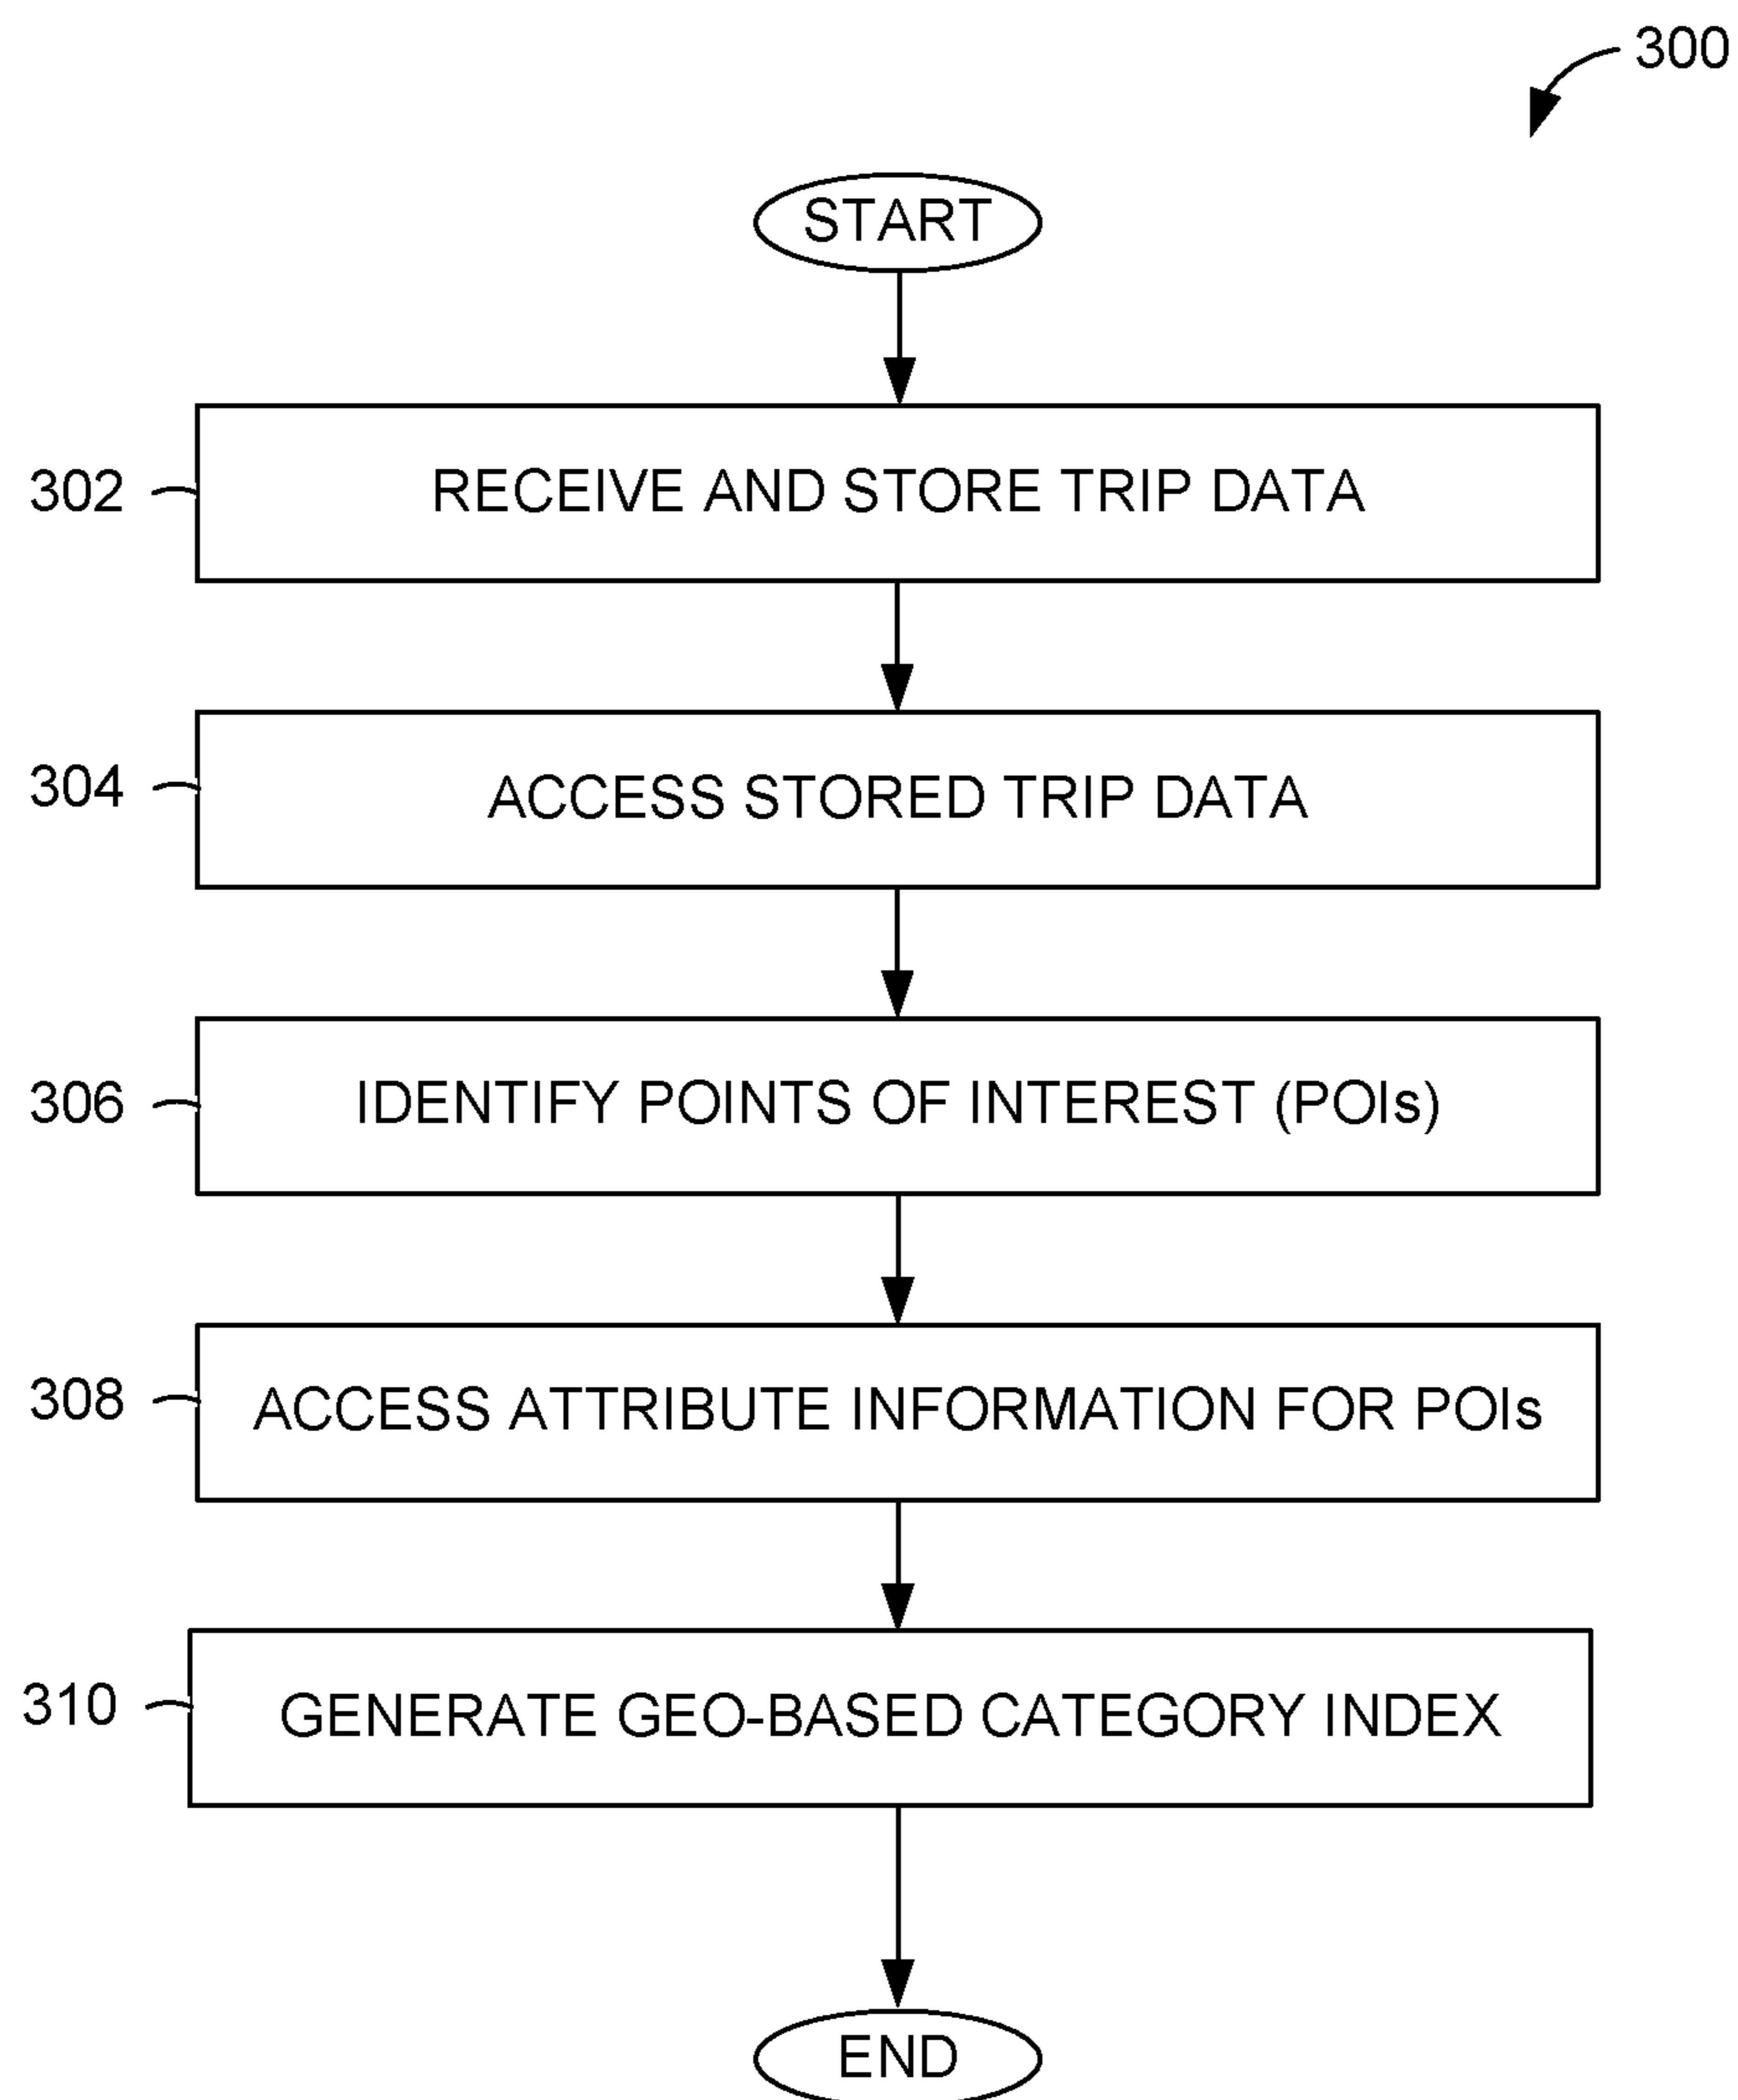 300
START
302 RECEIVE AND STORE TRIP DATA
304 ACCESS STORED TRIP DATA
306 IDENTIFY POINTS OF INTEREST (POIs)
308 ACCESS ATTRIBUTE INFORMATION FOR POIs
310 GENERATE GEO-BASED CATEGORY INDEX
END